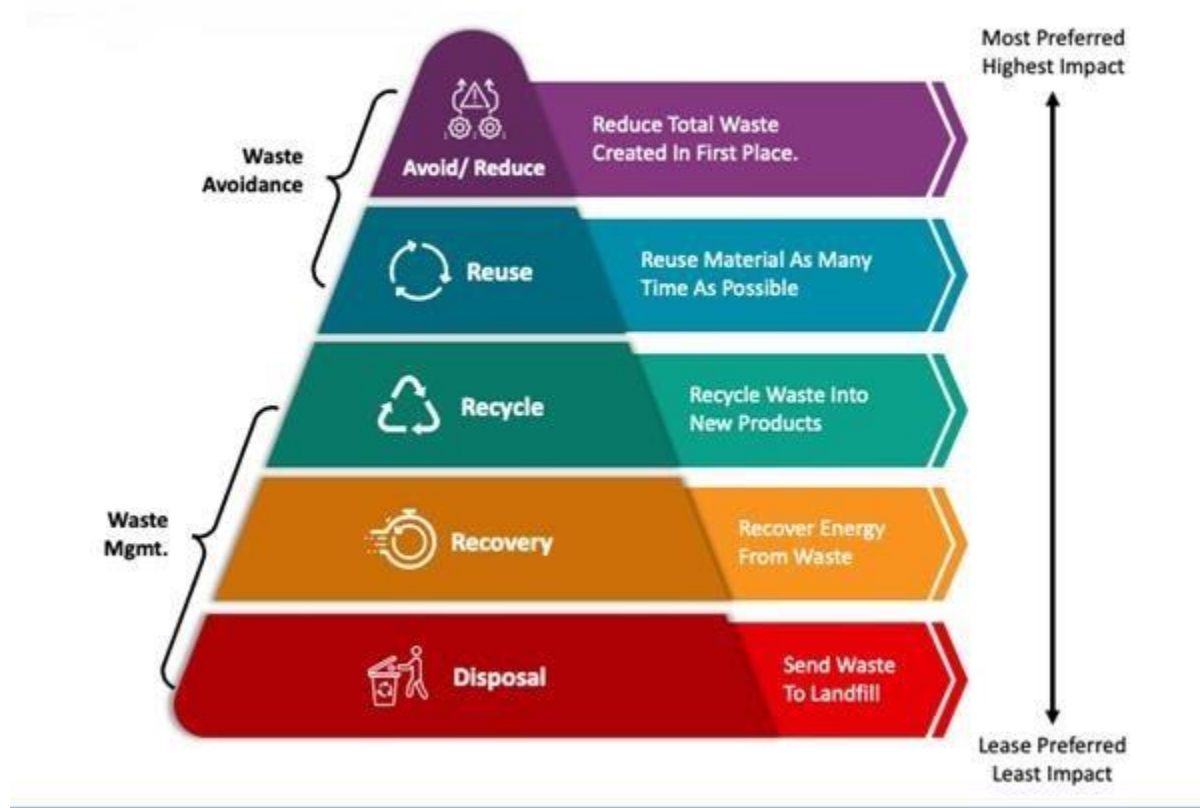 Most Preferred
Highest Impact
Waste
Avoidance
Avoid/ Reduce
Reduce Total Waste
Created In First Place.
Reuse
Reuse Material As Many
Time As Possible
Recycle
Recycle Waste Into
New Products
Waste
Mgmt.
Recovery
Recover Energy
From Waste
Disposal
Send Waste
To Landfill
Lease Preferred
Least Impact